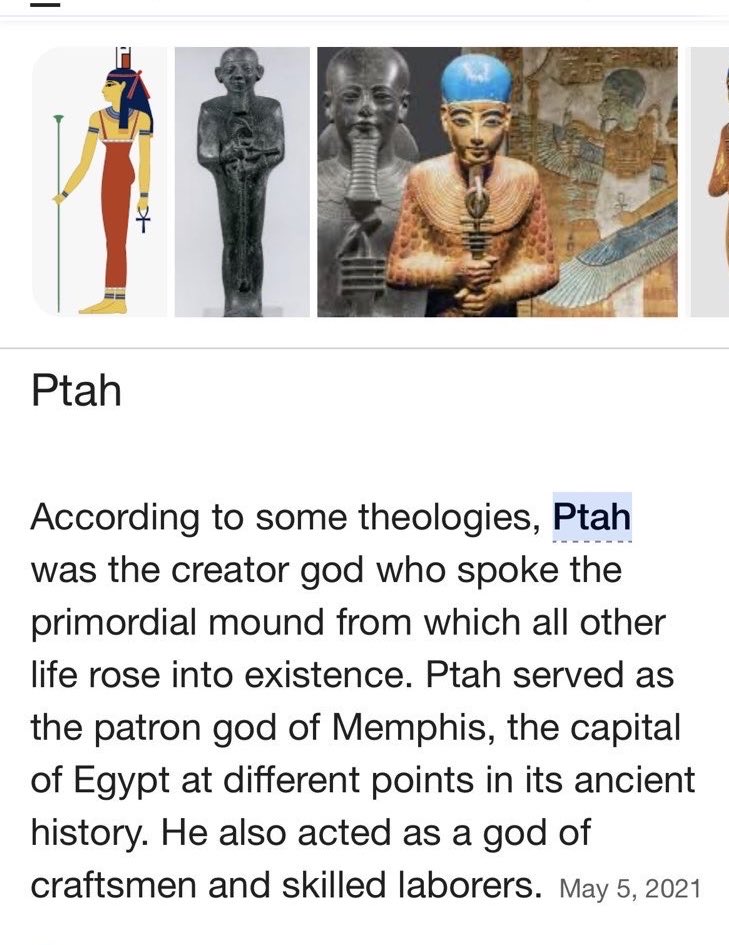 Ptah
According to some theologies, Ptah
was the creator god who spoke the
primordial mound from which all other
life rose into existence. Ptah served as
the patron god of Memphis, the capital
of Egypt at different points in its ancient
history. He also acted as a god of
craftsmen and skilled laborers. May 5, 2021